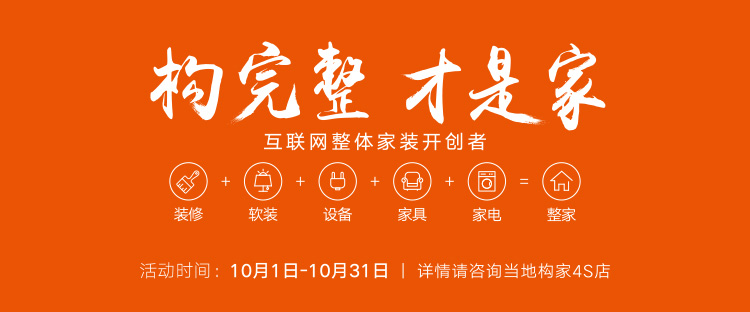 构完整 才是家
互联网整体家装开创者
+ + + + =
装修 软装 设备 家具 家电 整家
活动时间：10月1日-10月31日 | 详情请咨询当地构家4S店